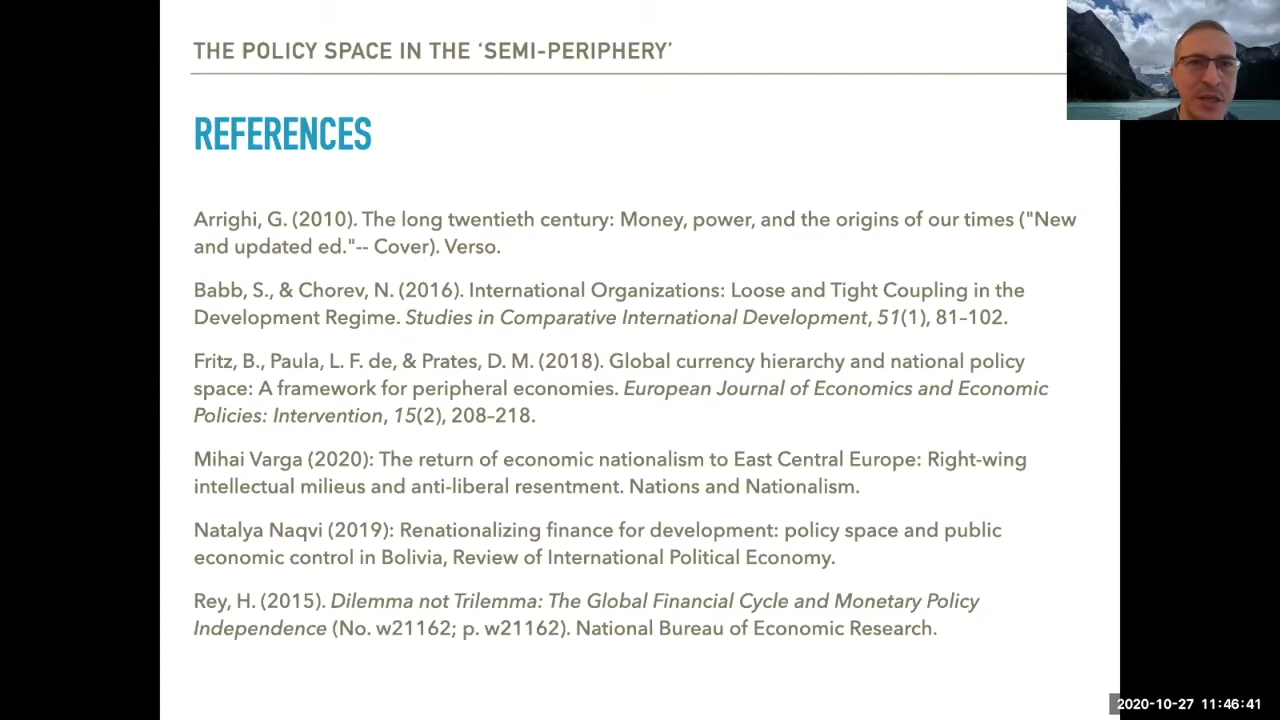 THE POLICY SPACE IN THE ‘SEMI-PERIPHERY’
REFERENCES
Arrighi, G. (2010). The long twentieth century: Money, power, and the origins of our times ("New
and updated ed."-- Cover). Verso.
Babb, S., & Chorev, N. (2016). International Organizations: Loose and Tight Coupling in the
Development Regime. Studies in Comparative International Development, 51(1), 81–102.
Fritz, B., Paula, L. F. de, & Prates, D. M. (2018). Global currency hierarchy and national policy
space: A framework for peripheral economies. European Journal of Economics and Economic
Policies: Intervention, 15(2), 208–218.
Mihai Varga (2020): The return of economic nationalism to East Central Europe: Right-wing
intellectual milieus and anti-liberal resentment. Nations and Nationalism.
Natalya Naqvi (2019): Renationalizing finance for development: policy space and public
economic control in Bolivia, Review of International Political Economy.
Rey, H. (2015). Dilemma not Trilemma: The Global Financial Cycle and Monetary Policy
Independence (No. w21162; p. w21162). National Bureau of Economic Research.
2020-10-27 11:46:41